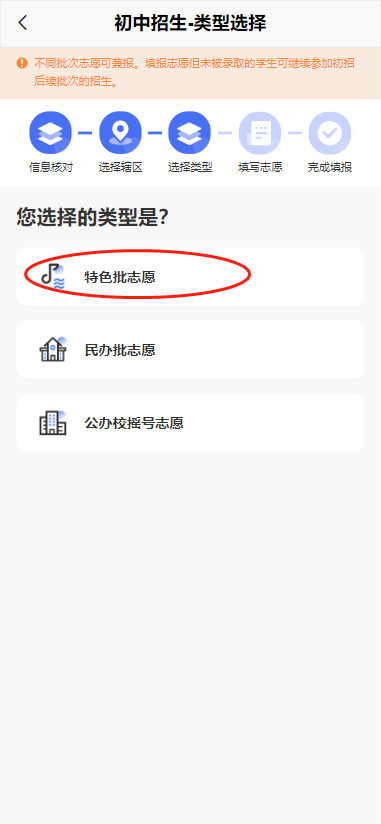 初中招生-类型选择
不同批次志愿可兼报。填报志愿但未被录取的学生可继续参加初招
后续批次的招生。
信息核对 选择辖区 选择类型 填写志愿 完成填报
您选择的类型是？
特色批志愿
民办批志愿
公办校摇号志愿